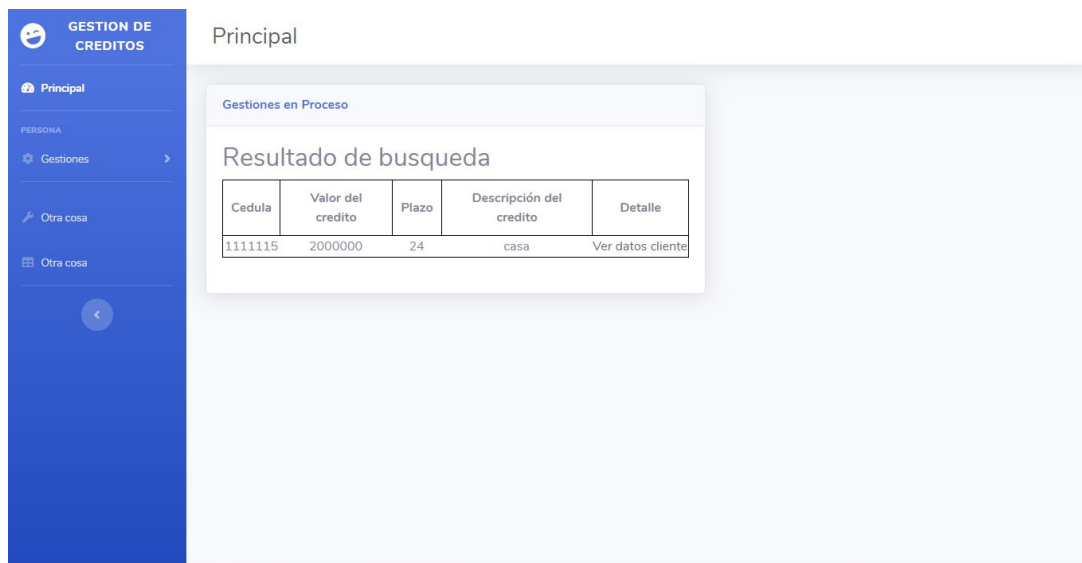 GESTION DE
CREDITOS
Principal
Principal
PERSONA
Gestiones
Otra cosa
Otra cosa
Gestiones en Proceso
Resultado de busqueda
Cedula Valor del credito Plazo Descripción del credito Detalle
1111115 2000000 24 casa Ver datos cliente